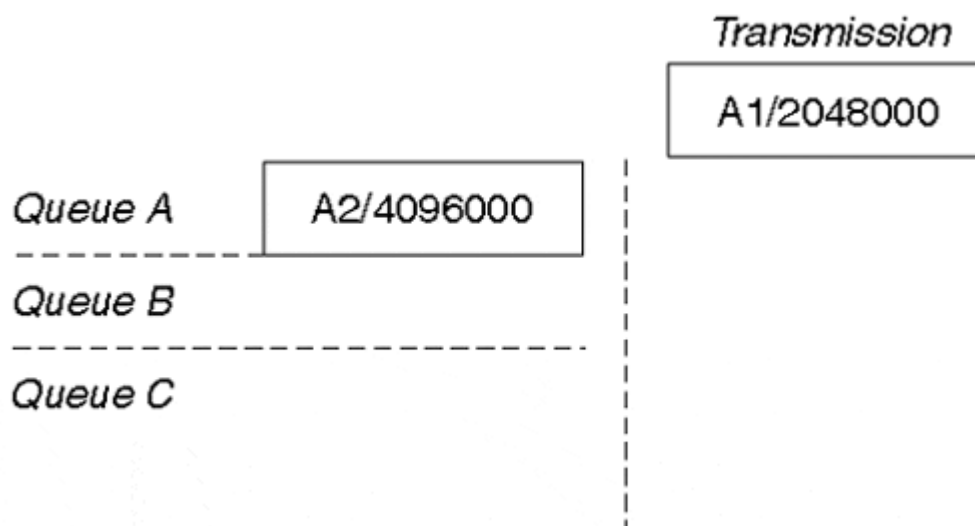 Transmission
A1/2048000
Queue A
A2/4096000
Queue B
Queue C